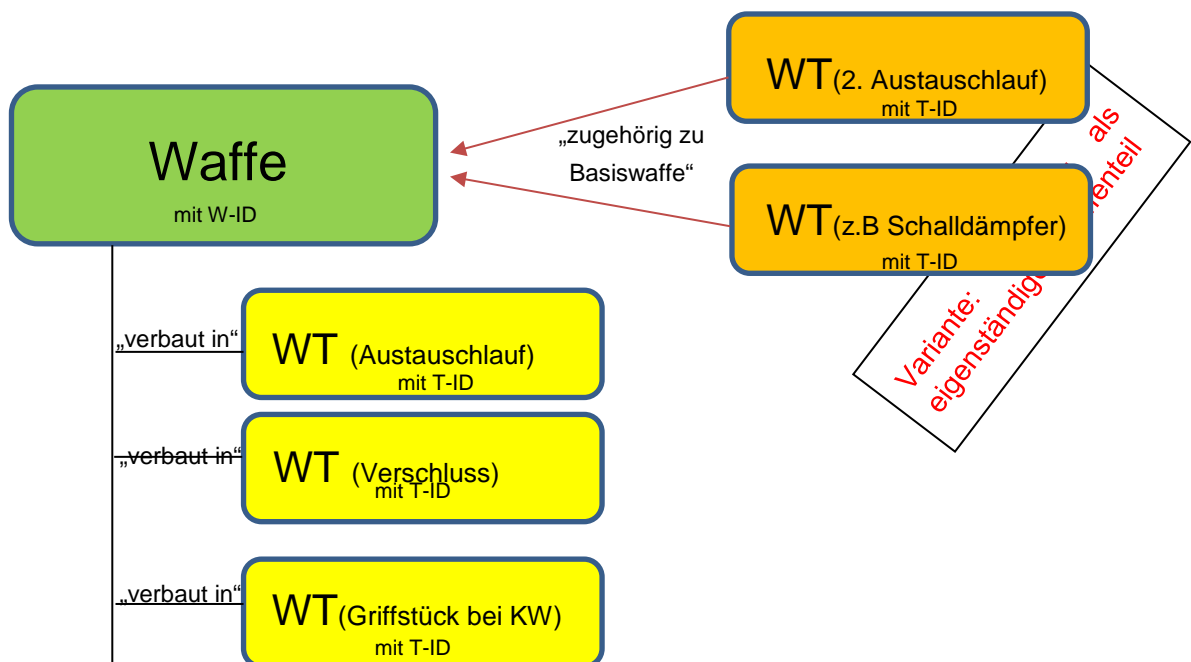 WT(2. Austauschlauf)
mit T-ID
Waffe
mit W-ID
„zugehörig zu
Basiswaffe“
WT(z.B Schalldämpfer)
mit T-ID
Variante: als
„verbaut in“
WT (Austauschlauf)
mit T-ID
„verbaut in“
WT (Verschluss)
mit T-ID
„verbaut in“
WT(Griffstück bei KW)
mit T-ID